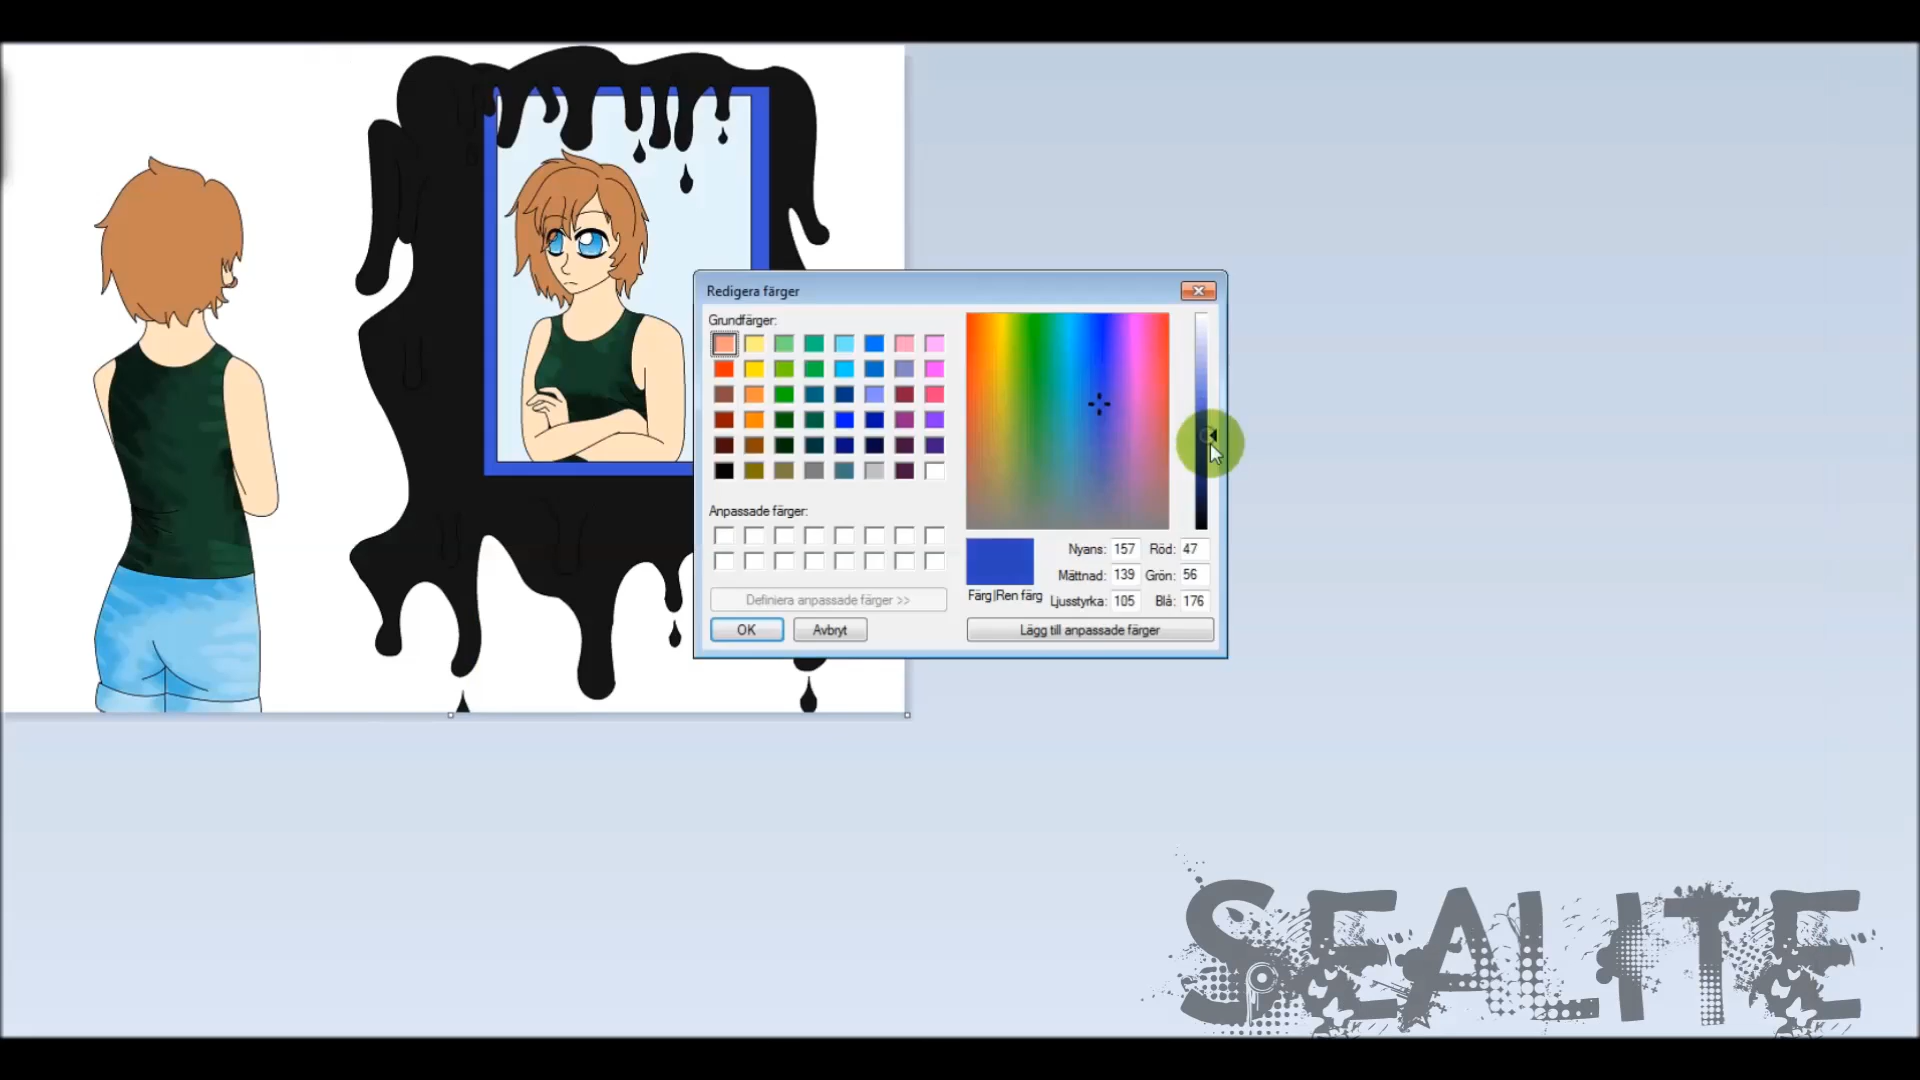 Redigera färger
Grundfärger:
Anpassade färger:
Definiera anpassade färger >>
OK
Avbryt
Färg|Ren färg
Nyans: 157
Röd: 47
Mättnad: 139
Grön: 56
Ljusstyrka: 105
Blå: 176
Lägg till anpassade färger
SEALITE